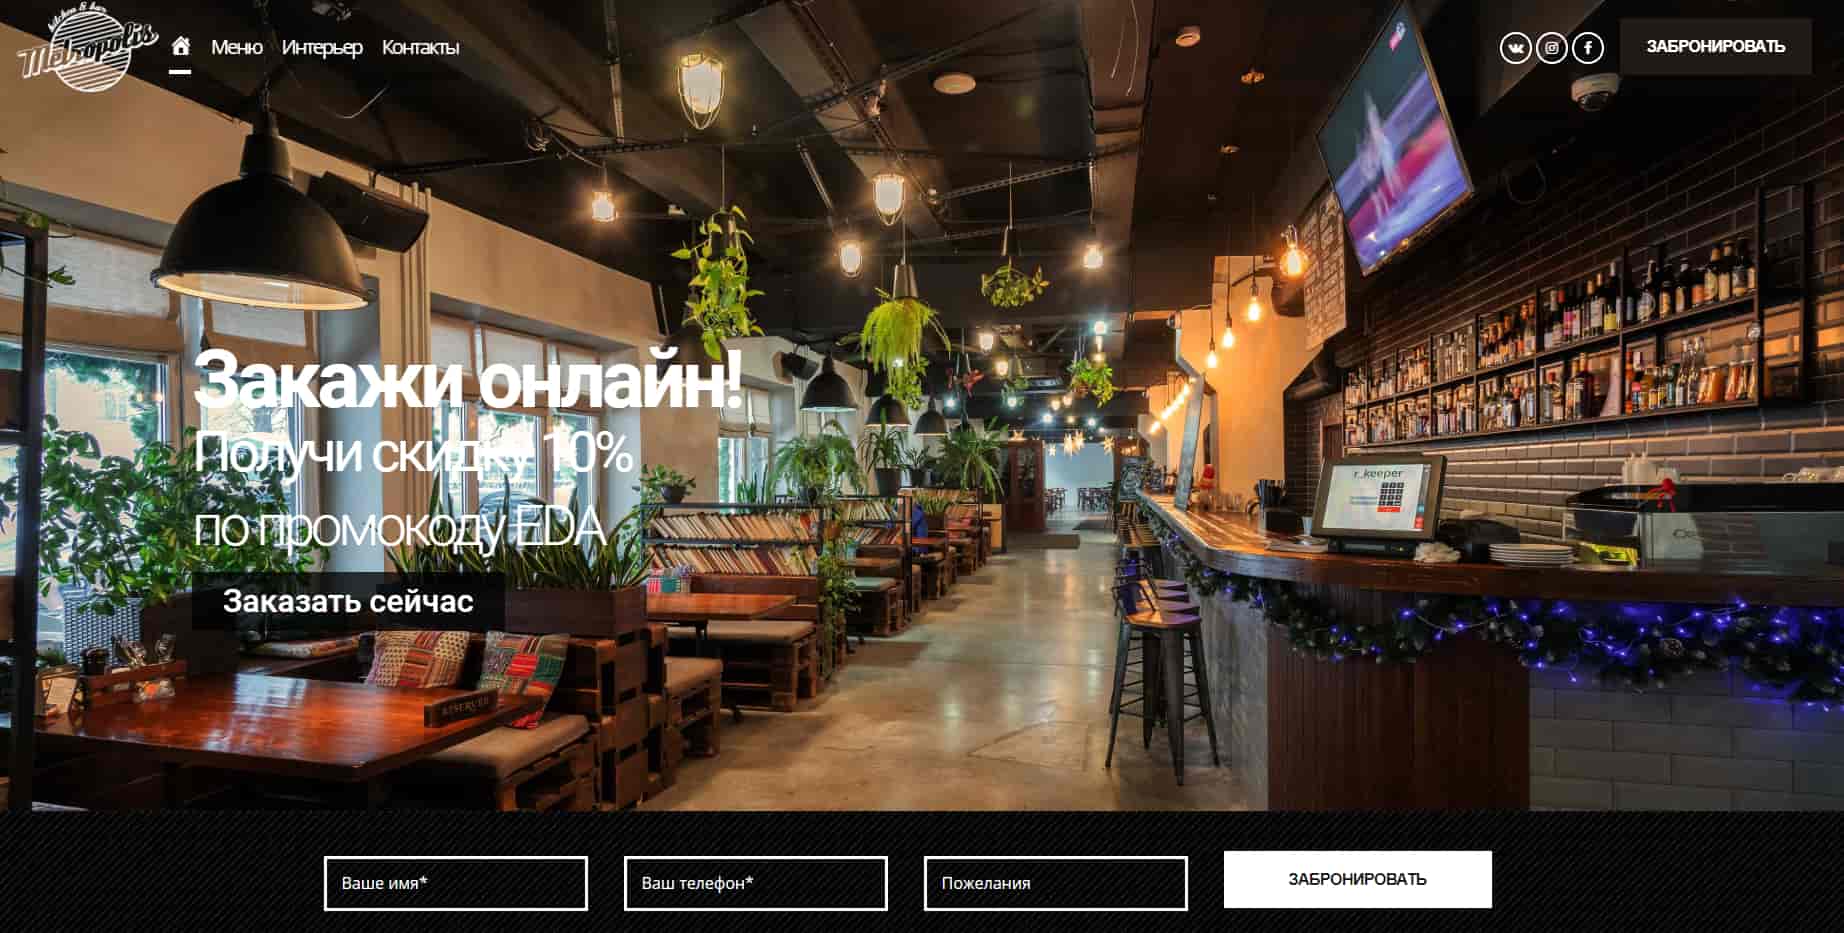 kitchen & bar
Metropolis
Меню Интерьер Контакты
ЗАБРОНИРОВАТЬ
Закажи онлайн!
Получи скидку 10%
по промокоду EDA
Заказать сейчас
r_keeper
RESERVED
Ваше имя* Ваш телефон* Пожелания ЗАБРОНИРОВАТЬ